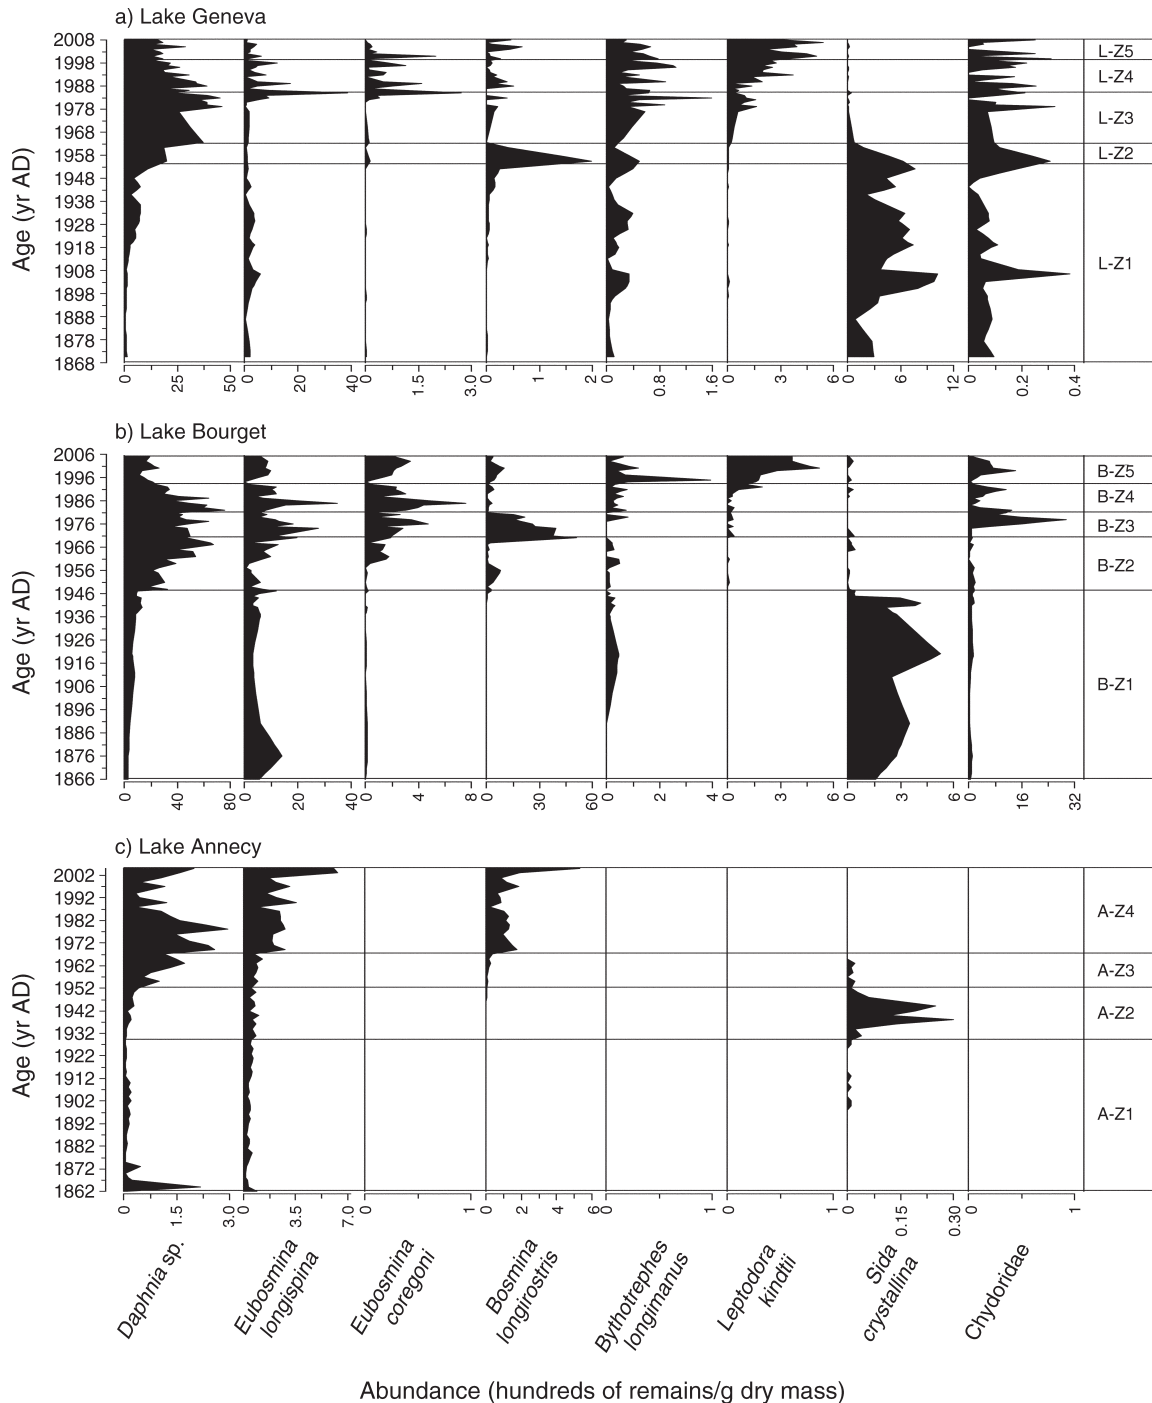 a) Lake Geneva
2008
1998
1988
1978
1968
1958
1948
1938
1928
1918
1908
1898
1888
1878
1868
Age (yr AD)
L-Z5
L-Z4
L-Z3
L-Z2
L-Z1
0 25 50 0 20 40 0 1.5 3.0 0 1 2 0 0.8 1.6 0 3 6 0 6 12 0 0.2 0.4
b) Lake Bourget
2006
1996
1986
1976
1966
1956
1946
1936
1926
1916
1906
1896
1886
1876
1866
Age (yr AD)
B-Z5
B-Z4
B-Z3
B-Z2
B-Z1
0 40 80 0 20 40 0 4 8 0 30 60 0 2 4 0 3 6 0 3 6 0 16 32
c) Lake Annecy
2002
1992
1982
1972
1962
1952
1942
1932
1922
1912
1902
1892
1882
1872
1862
Age (yr AD)
A-Z4
A-Z3
A-Z2
A-Z1
0 1.5 3.0 0 3.5 7.0 0 1 0 2 4 6 0 1 0 1 0 0.15 0.30 0 1
Daphnia sp.
Eubosmina
longispina
Eubosmina
coregoni
Bosmina
longirostris
Bythotrephes
longimanus
Leptodora
kindtii
Sida
crystallina
Chydoridae
Abundance (hundreds of remains/g dry mass)